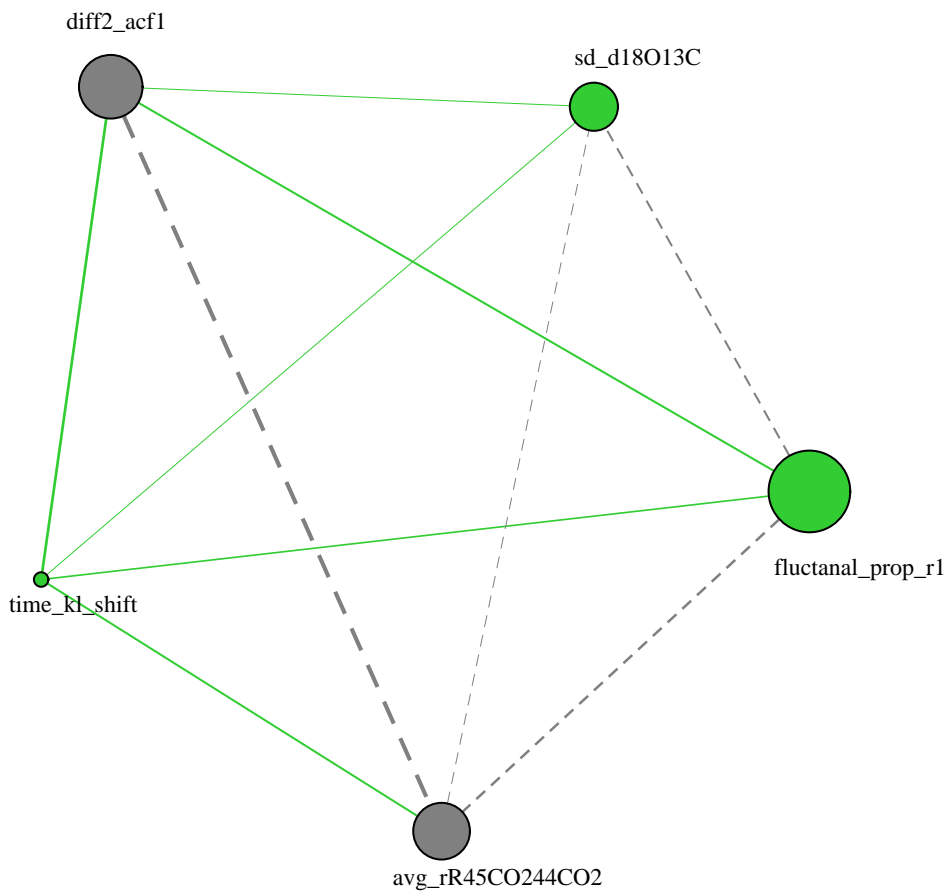 diff2_acf1
sd_d18O13C
fluctanal_prop_r1
time_kl_shift
avg_rR45CO244CO2